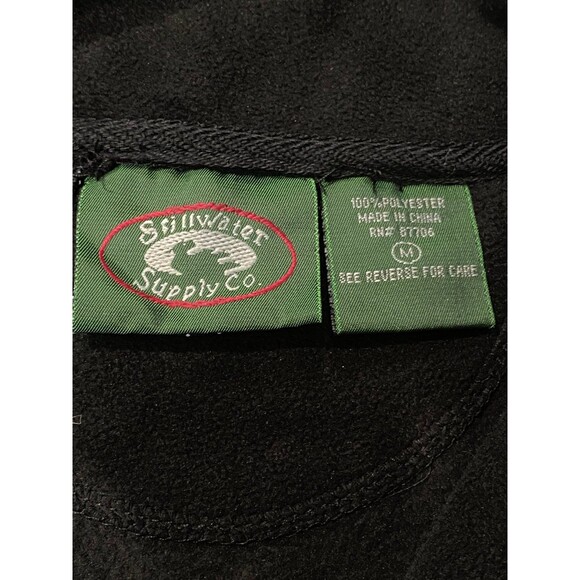 StillWater
Supply Co.
100%POLYESTER
MADE IN CHINA
RN# 87706
M
SEE REVERSE FOR CARE